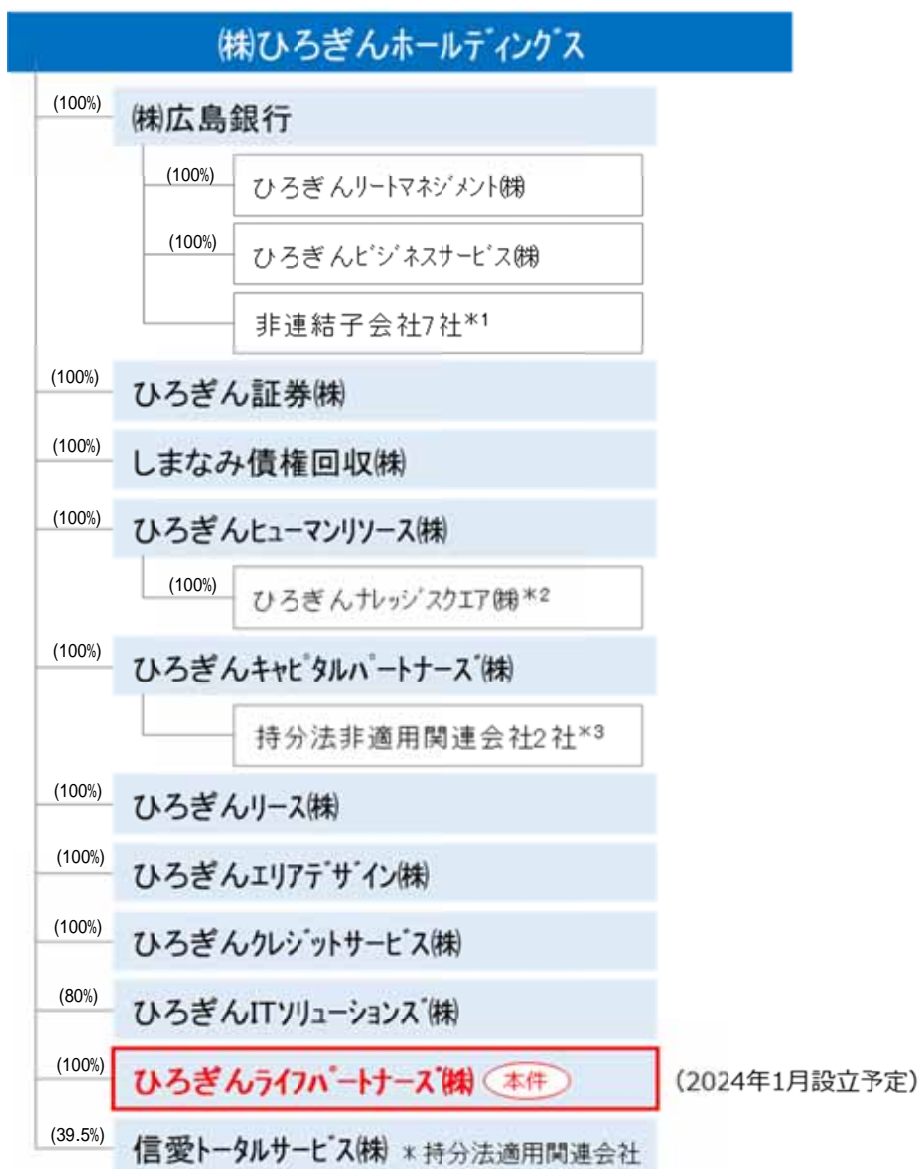 ㈱ひろぎんホールディングス
(100%)
㈱広島銀行
(100%)
ひろぎんリートマネジメント㈱
(100%)
ひろぎんビジネスサービス㈱
非連結子会社7社*1
(100%)
ひろぎん証券㈱
(100%)
しまなみ債権回収㈱
(100%)
ひろぎんヒューマンリソース㈱
(100%)
ひろぎんナレッジスクエア㈱*2
(100%)
ひろぎんキャピタルパートナーズ㈱
持分法非適用関連会社2社*3
(100%)
ひろぎんリース㈱
(100%)
ひろぎんエリアデザイン㈱
(100%)
ひろぎんクレジットサービス㈱
(80%)
ひろぎんITソリューションズ㈱
(100%)
ひろぎんライフパートナーズ㈱ 本件 (2024年1月設立予定)
(39.5%)
信愛トータルサービス㈱ *持分法適用関連会社